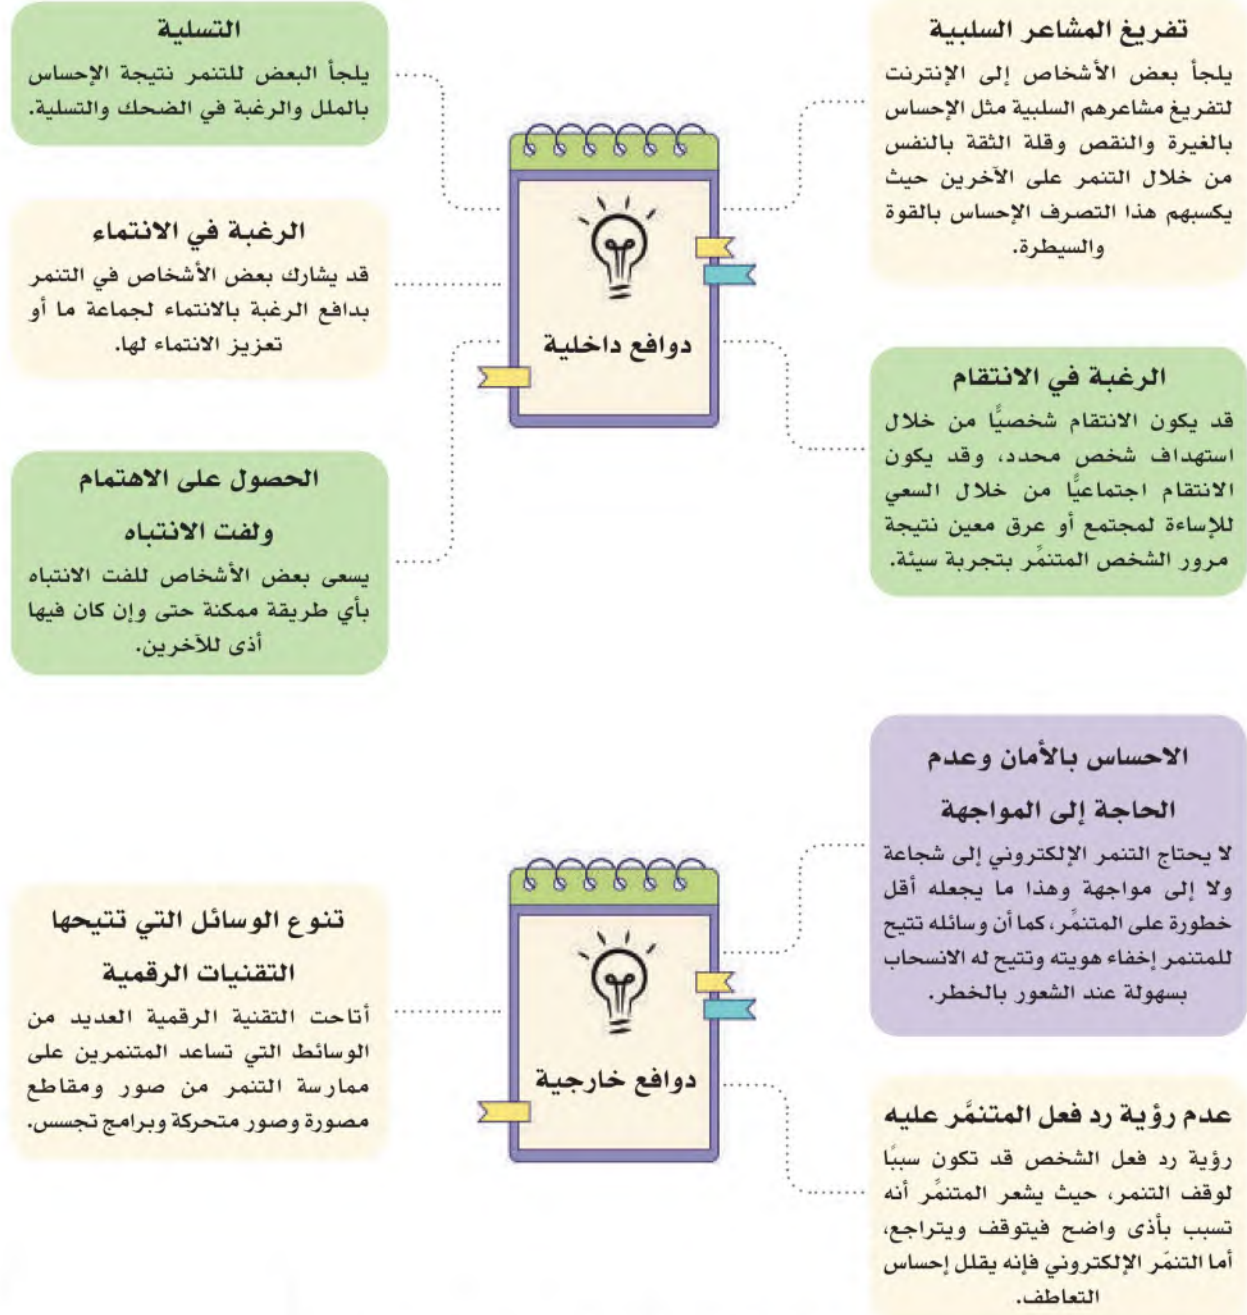 تفريغ المشاعر السلبية
يلجأ بعض الأشخاص إلى الإنترنت
لتفريغ مشاعرهم السلبية مثل الإحساس
بالغيرة والنقص وقلة الثقة بالنفس
من خلال التنمر على الآخرين حيث
يكسبهم هذا التصرف الإحساس بالقوة
والسيطرة.
التسلية
يلجأ البعض للتنمر نتيجة الإحساس
بالملل والرغبة في الضحك والتسلية.
دوافع داخلية
الرغبة في الانتماء
قد يشارك بعض الأشخاص في التنمر
بدافع الرغبة بالانتماء لجماعة ما أو
تعزيز الانتماء لها.
الرغبة في الانتقام
قد يكون الانتقام شخصيًّا من خلال
استهداف شخص محدد، وقد يكون
الانتقام اجتماعيًّا من خلال السعي
للإساءة لمجتمع أو عرق معين نتيجة
مرور الشخص المتنمِّر بتجربة سيئة.
الحصول على الاهتمام
ولفت الانتباه
يسعى بعض الأشخاص للفت الانتباه
بأي طريقة ممكنة حتى وإن كان فيها
أذى للآخرين.
الاحساس بالأمان وعدم
الحاجة إلى المواجهة
لا يحتاج التنمر الإلكتروني إلى شجاعة
ولا إلى مواجهة وهذا ما يجعله أقل
خطورة على المتنمِّر، كما أن وسائله تتيح
للمتنمر إخفاء هويته وتتيح له الانسحاب
بسهولة عند الشعور بالخطر.
دوافع خارجية
تنوع الوسائل التي تتيحها
التقنيات الرقمية
أتاحت التقنية الرقمية العديد من
الوسائط التي تساعد المتنمرين على
ممارسة التنمر من صور ومقاطع
مصورة وصور متحركة وبرامج تجسس.
عدم رؤية رد فعل المتنمَّر عليه
رؤية رد فعل الشخص قد تكون سببًا
لوقف التنمر، حيث يشعر المتنمِّر أنه
تسبب بأذى واضح فيتوقف ويتراجع،
أما التنمّر الإلكتروني فإنه يقلل إحساس
التعاطف.